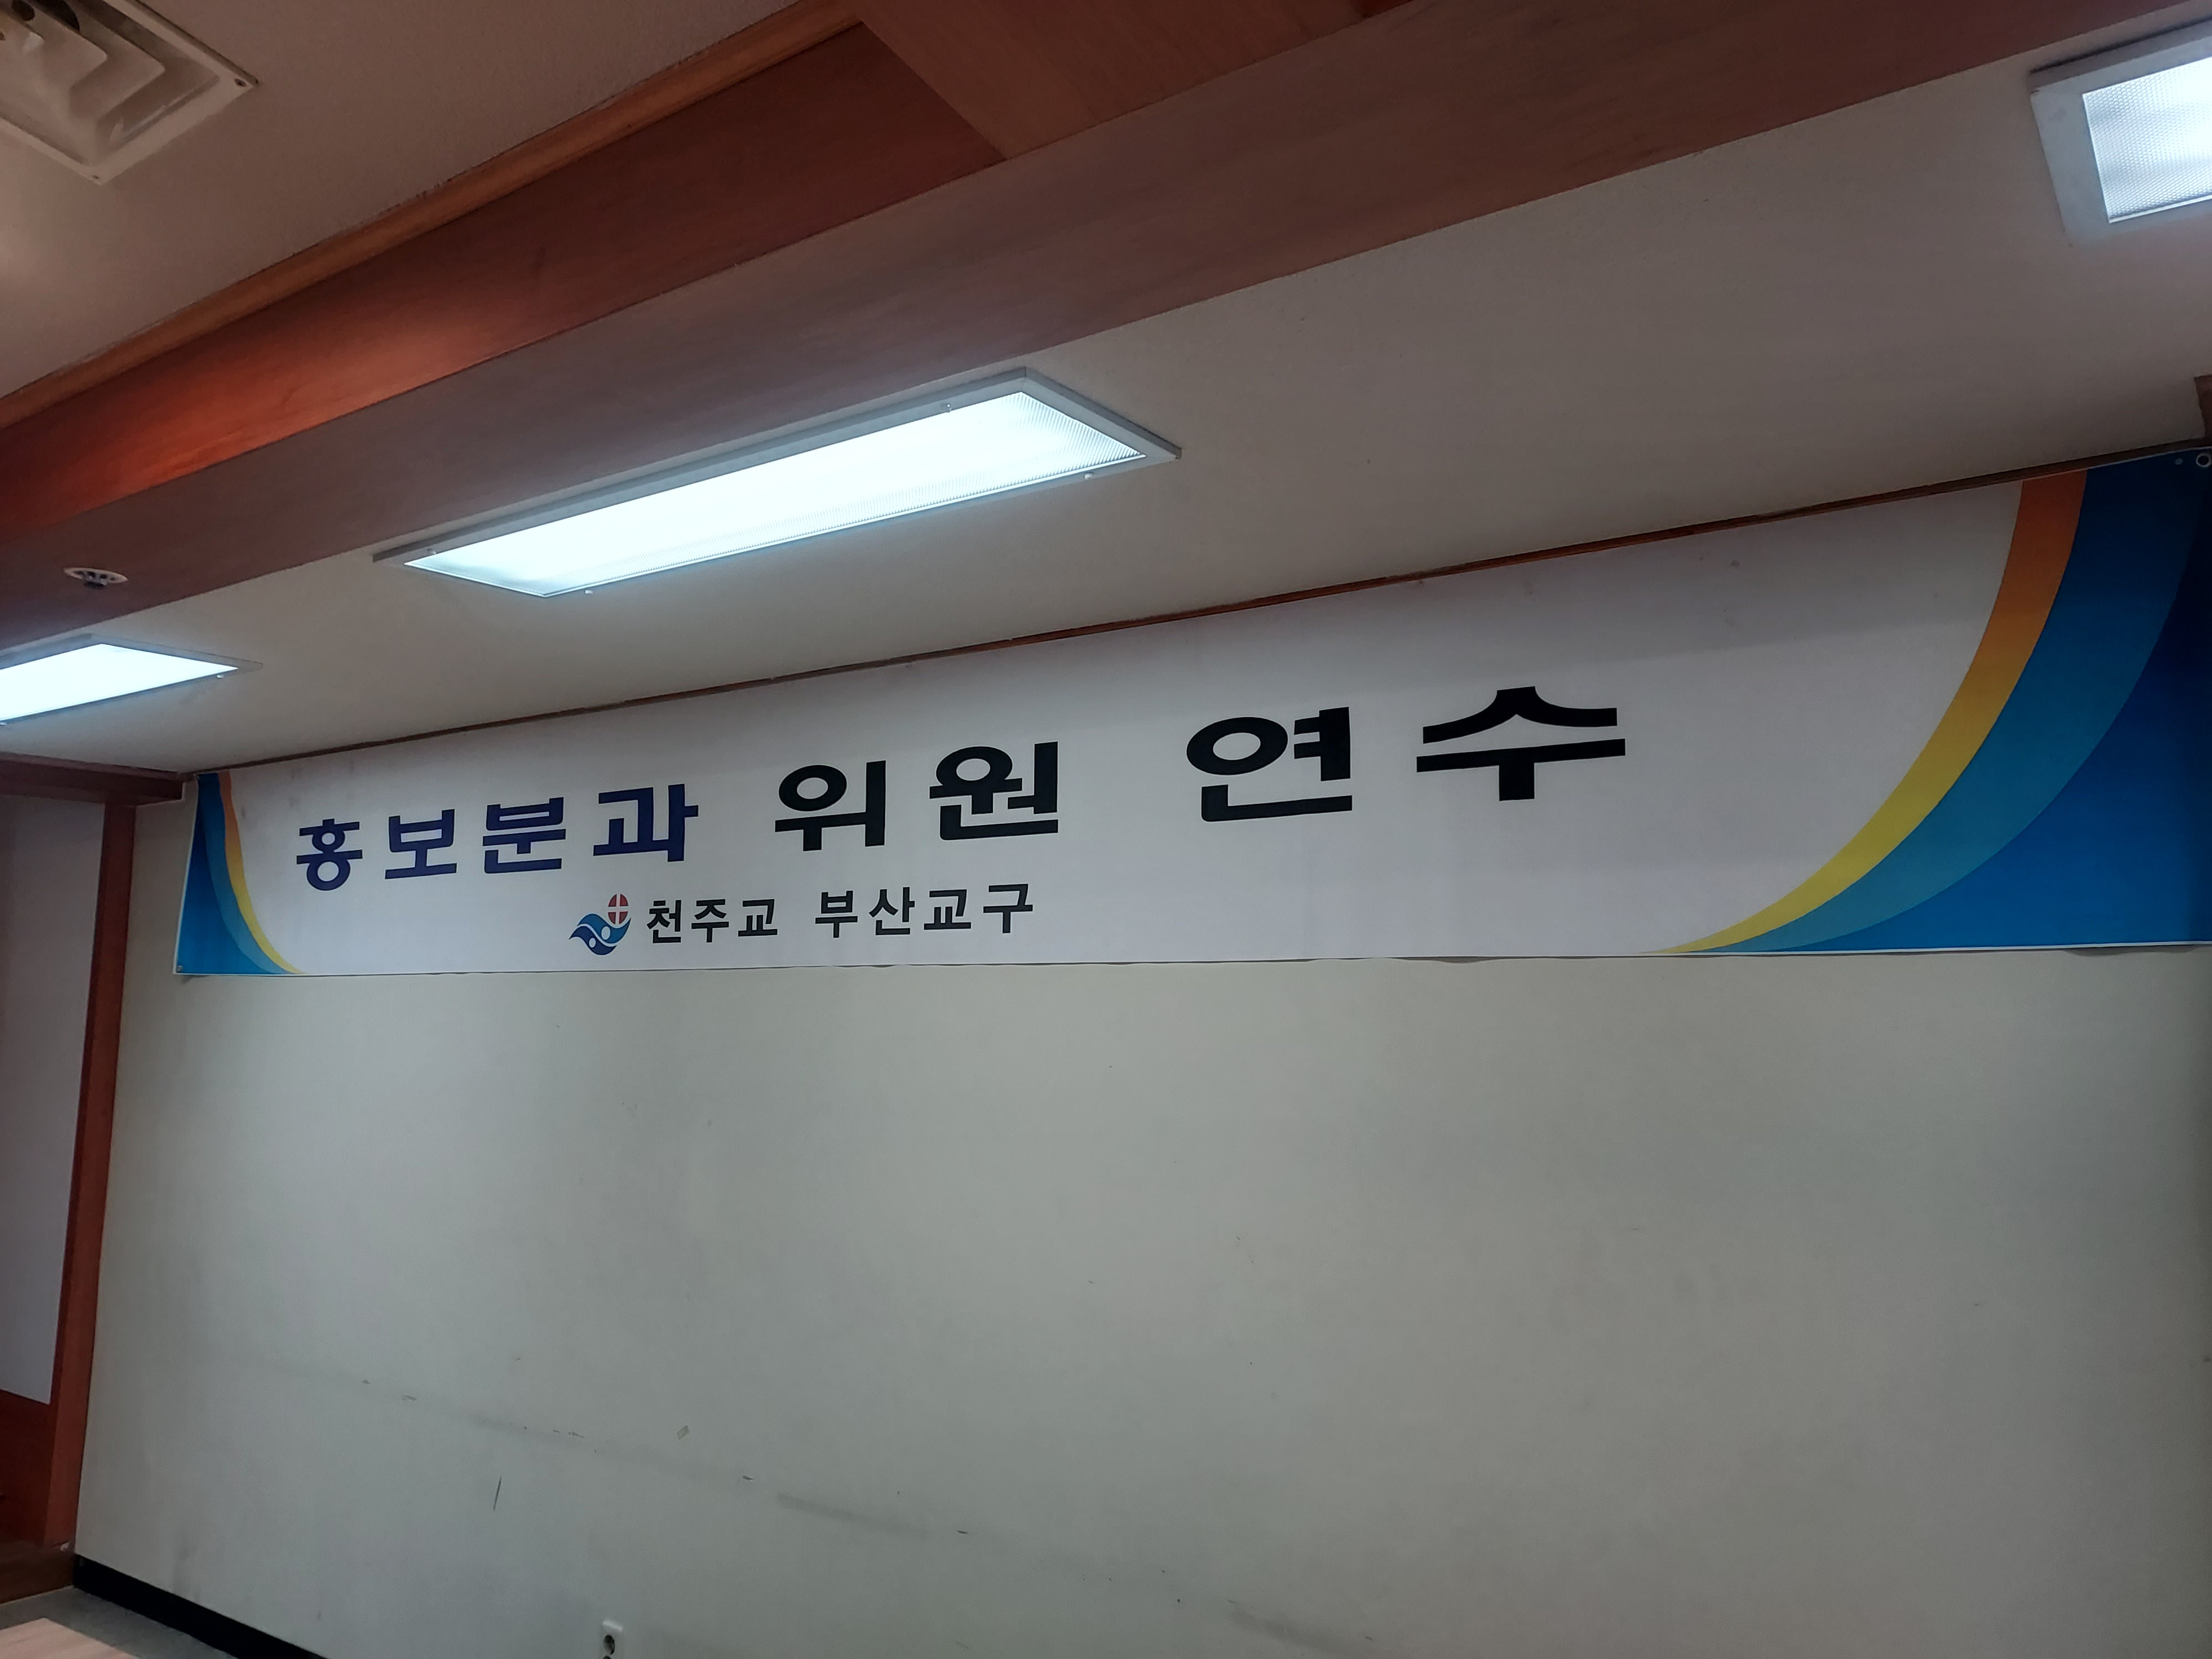 홍보분과 위원 연수
천주교 부산교구